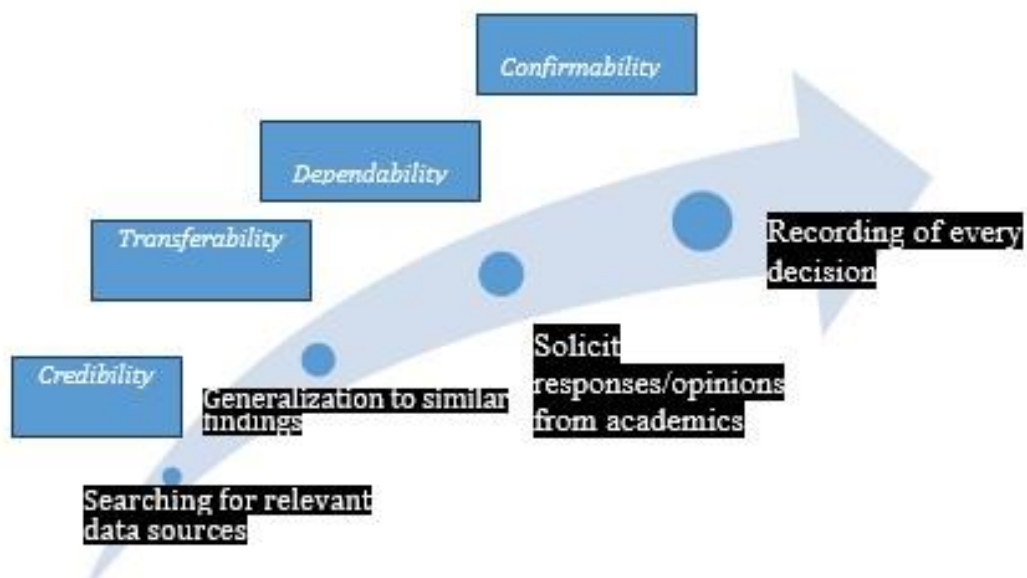 Confirmability
Dependability
Transferability
Recording of every
decision
Solicit
responses/opinions
from academics
Credibility
Generalization to similar
findings
Searching for relevant
data sources